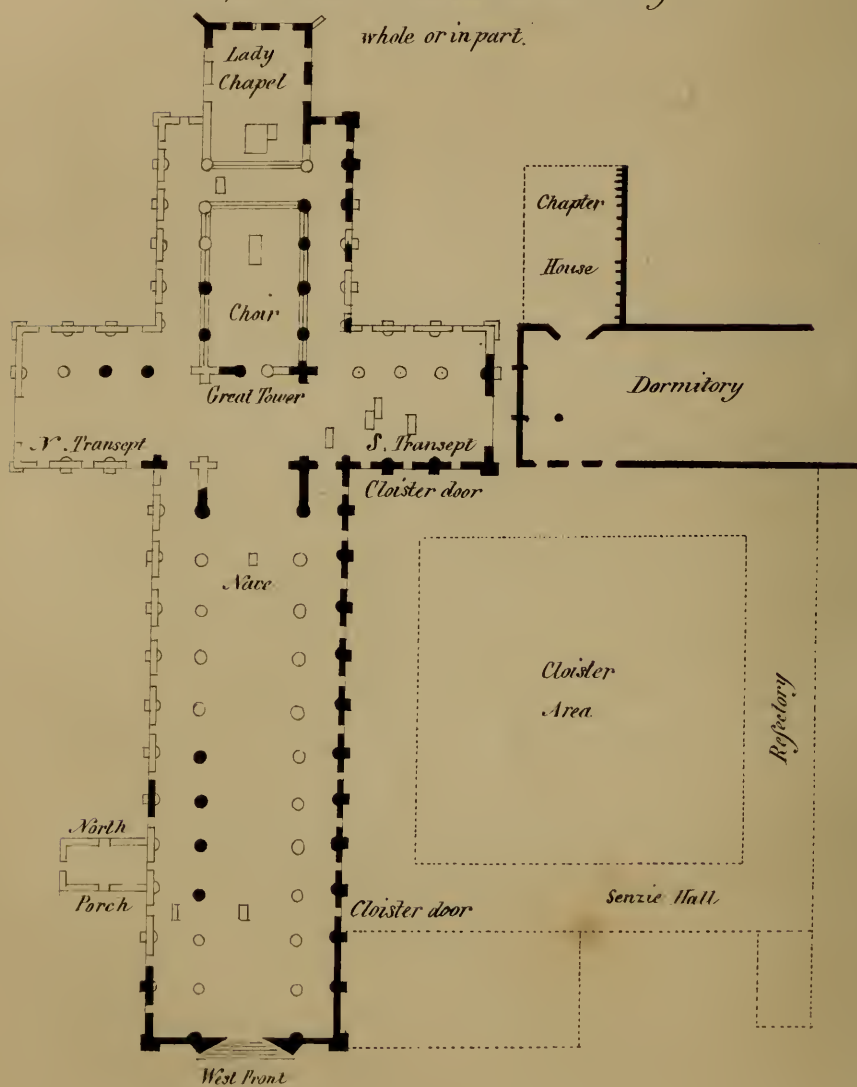 whole or in part.
Lady
Chapel
Chapter
House
Choir
Great Tower
Dormitory
N. Transept
S. Transept
Cloister door
Nave
Cloister
Area.
Refectory
North
Porch
Cloister door
Senzie Hall
West Front